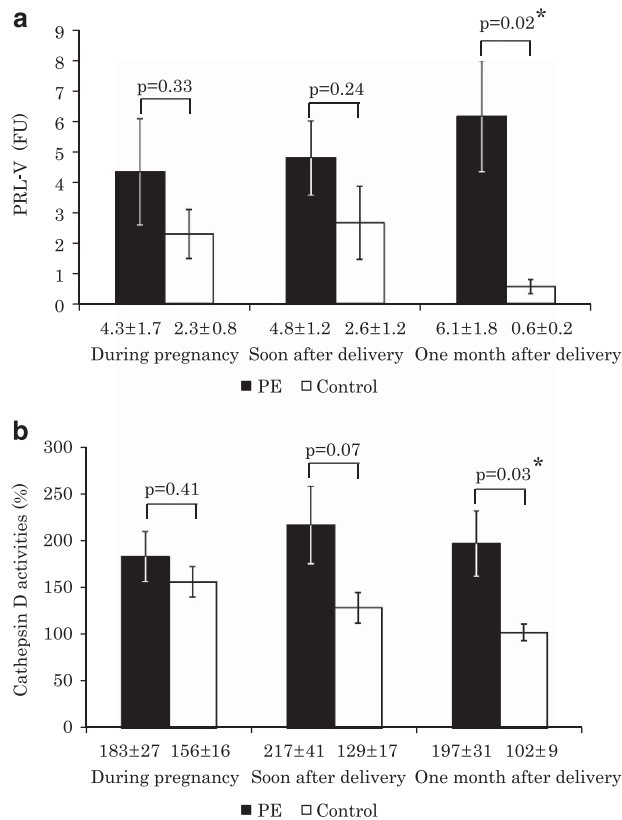 a
PRL-V (FU)
9
8
7
6
5
4
3
2
1
0
p=0.33
p=0.24
p=0.02*
4.3±1.7 2.3±0.8 4.8±1.2 2.6±1.2 6.1±1.8 0.6±0.2
During pregnancy Soon after delivery One month after delivery
PE Control
b
Cathepsin D activities (%)
300
250
200
150
100
50
0
p=0.41
p=0.07
p=0.03*
183±27 156±16 217±41 129±17 197±31 102±9
During pregnancy Soon after delivery One month after delivery
PE Control